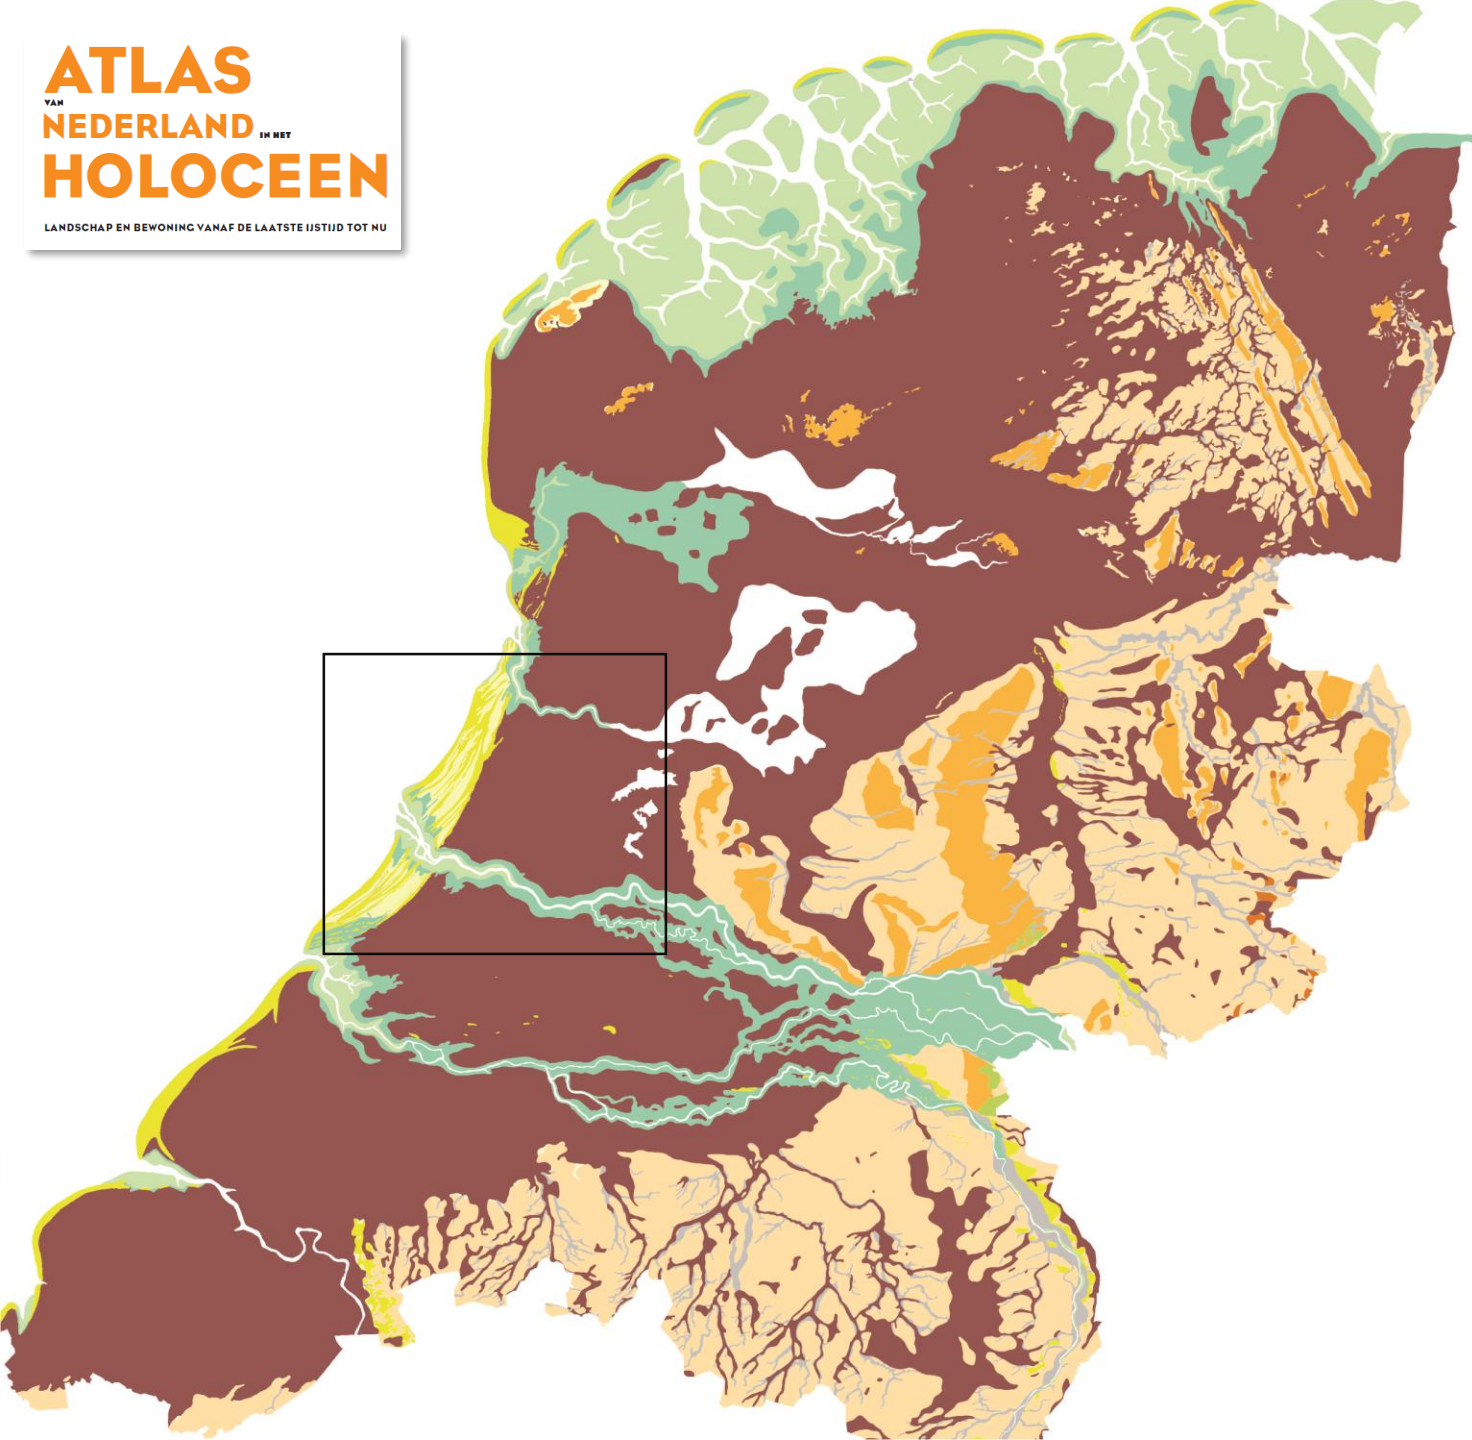 ATLAS
VAN
NEDERLAND IN HET
HOLOCEEN
LANDSCHAP EN BEWONING VANAF DE LAATSTE IJSTIJD TOT NU